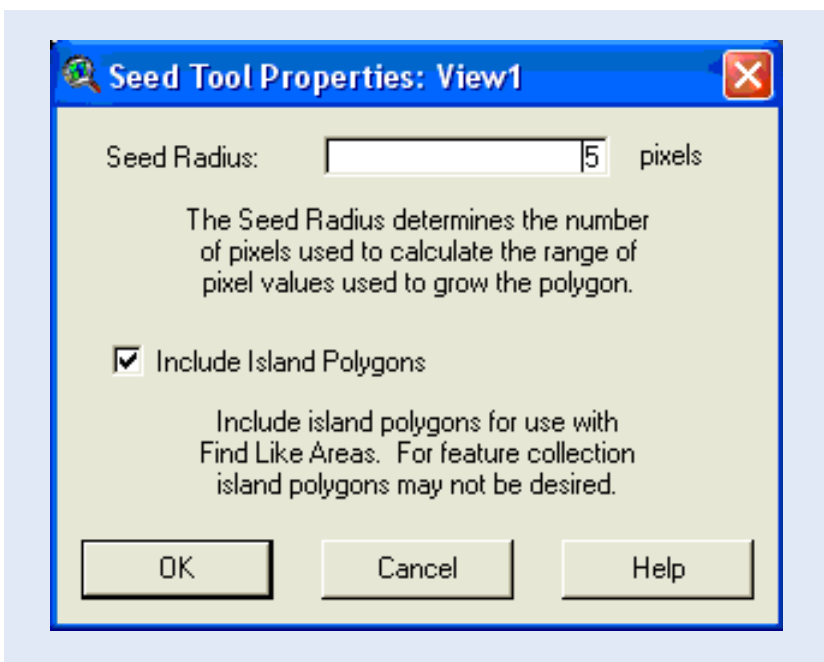 Seed Tool Properties: View1
Seed Radius: 5 pixels
The Seed Radius determines the number
of pixels used to calculate the range of
pixel values used to grow the polygon.
Include Island Polygons
Include island polygons for use with
Find Like Areas. For feature collection
island polygons may not be desired.
OK Cancel Help